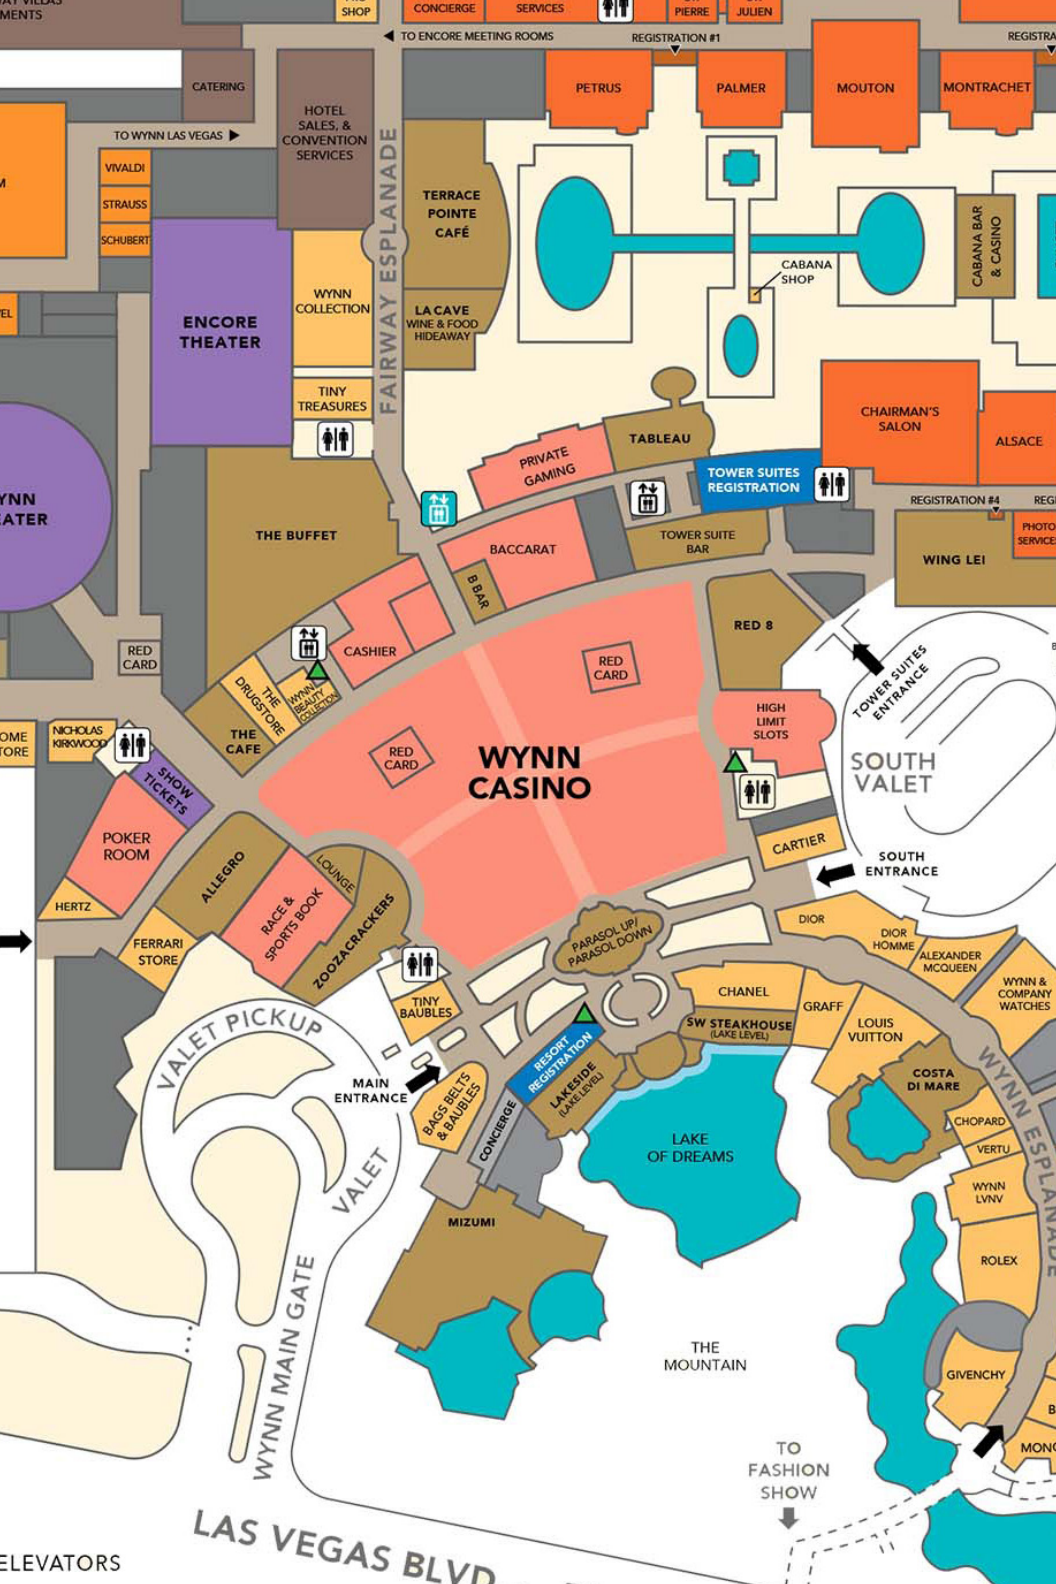 SHOP
CONCIERGE
SERVICES
PIERRE
JULIEN
TO ENCORE MEETING ROOMS
REGISTRATION #1
CATERING
HOTEL
SALES, &
CONVENTION
SERVICES
PETRUS
PALMER
MOUTON
MONTRACHET
TO WYNN LAS VEGAS
VIVALDI
STRAUSS
SCHUBERT
FAIRWAY ESPLANADE
TERRACE
POINTE
CAFÉ
CABANA BAR
& CASINO
CABANA
SHOP
WYNN
COLLECTION
LA CAVE
WINE & FOOD
HIDEAWAY
ENCORE
THEATER
TINY
TREASURES
CHAIRMAN'S
SALON
ALSACE
TABLEAU
PRIVATE
GAMING
TOWER SUITES
REGISTRATION
REGISTRATION #4
THE BUFFET
BACCARAT
TOWER SUITE
BAR
WING LEI
PHOTO
SERVICES
B BAR
RED 8
RED
CARD
CASHIER
RED
CARD
TOWER SUITES
ENTRANCE
THE
DRUGSTORE
WYNN
BEAUTY
COLLECTION
HIGH
LIMIT
SLOTS
NICHOLAS
KIRKWOOD
THE
CAFE
RED
CARD
WYNN
CASINO
SOUTH
VALET
SHOW
TICKETS
POKER
ROOM
CARTIER
SOUTH
ENTRANCE
ALLEGRO
LOUNGE
HERTZ
RACE &
SPORTS BOOK
ZOOZACRACKERS
FERRARI
STORE
PARASOL UP/
PARASOL DOWN
DIOR
DIOR
HOMME
ALEXANDER
MCQUEEN
WYNN &
COMPANY
WATCHES
TINY
BAUBLES
CHANEL
GRAFF
LOUIS
VUITTON
SW STEAKHOUSE
(LAKE LEVEL)
VALET PICKUP
RESORT
REGISTRATION
LAKESIDE
(LAKE LEVEL)
COSTA
DI MARE
WYNN ESPLANADE
MAIN
ENTRANCE
BAGS BELTS
& BAUBLES
CONCIERGE
CHOPARD
VERTU
LAKE
OF DREAMS
VALET
WYNN
LVNV
MIZUMI
ROLEX
WYNN MAIN GATE
THE
MOUNTAIN
GIVENCHY
TO
FASHION
SHOW
LAS VEGAS BLVD
ELEVATORS